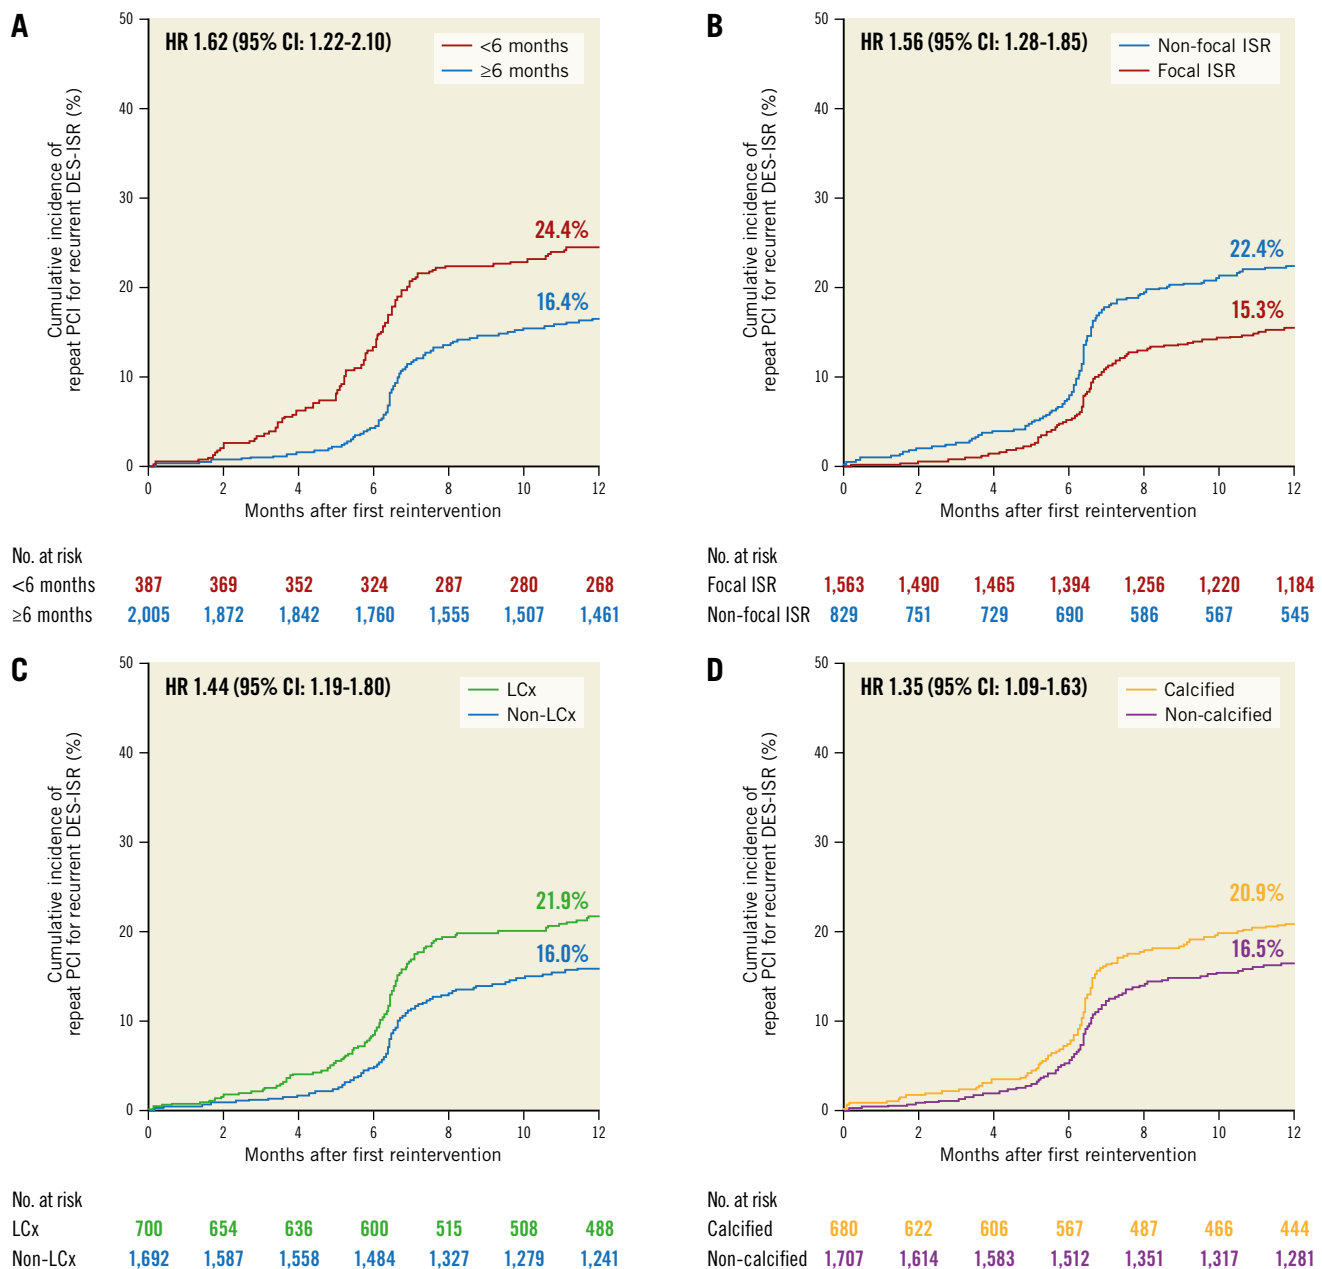 A
HR 1.62 (95% CI: 1.22-2.10)
<6 months
≥6 months
Cumulative incidence of
repeat PCI for recurrent DES-ISR (%)
50
40
30
20
10
0
24.4%
16.4%
0 2 4 6 8 10 12
Months after first reintervention
No. at risk
<6 months 387 369 352 324 287 280 268
≥6 months 2,005 1,872 1,842 1,760 1,555 1,507 1,461
B
HR 1.56 (95% CI: 1.28-1.85)
Non-focal ISR
Focal ISR
Cumulative incidence of
repeat PCI for recurrent DES-ISR (%)
50
40
30
20
10
0
22.4%
15.3%
0 2 4 6 8 10 12
Months after first reintervention
No. at risk
Focal ISR 1,563 1,490 1,465 1,394 1,256 1,220 1,184
Non-focal ISR 829 751 729 690 586 567 545
C
HR 1.44 (95% CI: 1.19-1.80)
LCx
Non-LCx
Cumulative incidence of
repeat PCI for recurrent DES-ISR (%)
50
40
30
20
10
0
21.9%
16.0%
0 2 4 6 8 10 12
Months after first reintervention
No. at risk
LCx 700 654 636 600 515 508 488
Non-LCx 1,692 1,587 1,558 1,484 1,327 1,279 1,241
D
HR 1.35 (95% CI: 1.09-1.63)
Calcified
Non-calcified
Cumulative incidence of
repeat PCI for recurrent DES-ISR (%)
50
40
30
20
10
0
20.9%
16.5%
0 2 4 6 8 10 12
Months after first reintervention
No. at risk
Calcified 680 622 606 567 487 466 444
Non-calcified 1,707 1,614 1,583 1,512 1,351 1,317 1,281